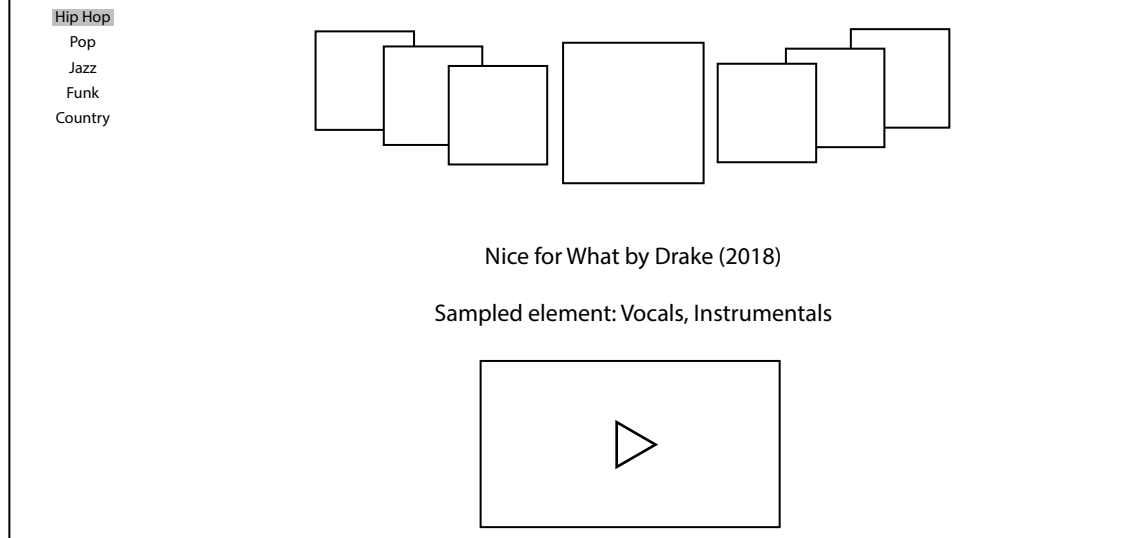 Hip Hop
Pop
Jazz
Funk
Country
Nice for What by Drake (2018)
Sampled element: Vocals, Instrumentals